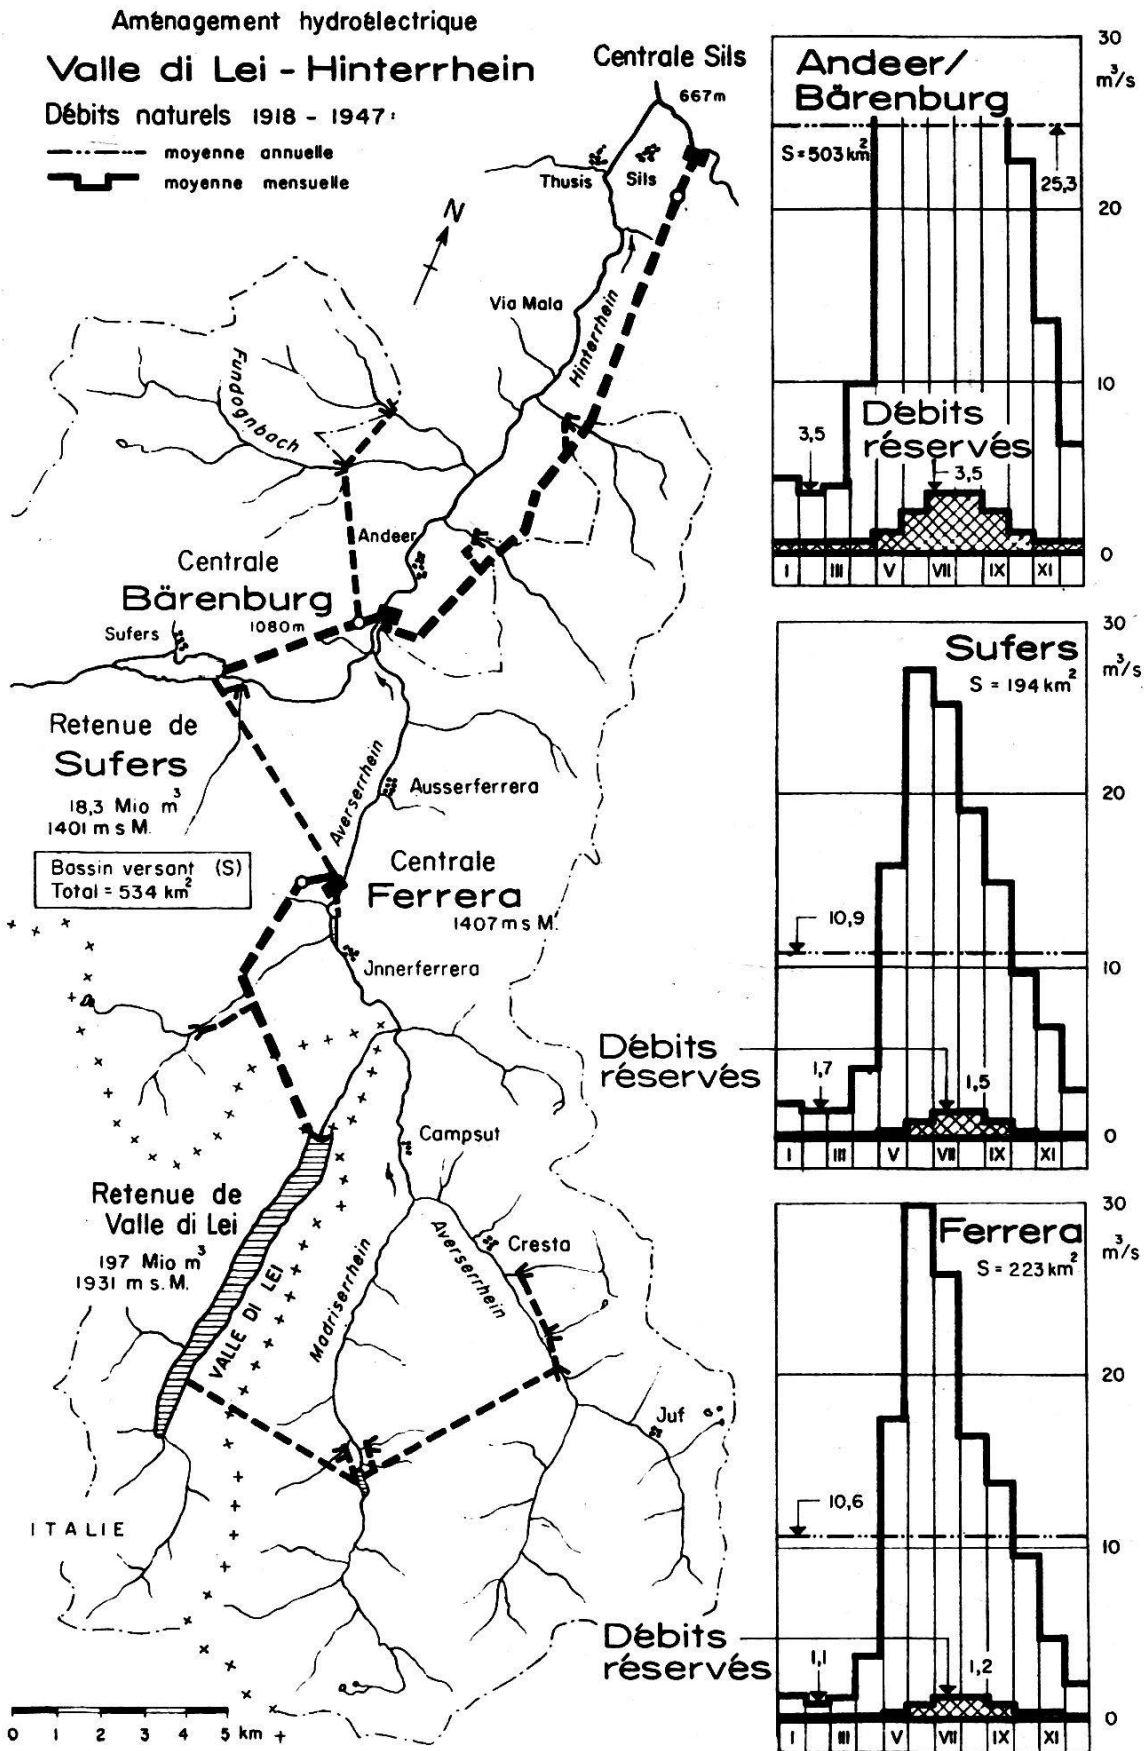 Aménagement hydroélectrique
Valle di Lei - Hinterrhein
Débits naturels 1918 - 1947:
moyenne annuelle
moyenne mensuelle
Centrale Sils
667m
Thusis
Sils
N
Via Mala
Hinterrhein
Fundognbach
Andeer
Centrale
Bärenburg
1080m
Sufers
Retenue de
Sufers
18,3 Mio m³
1401 m s M.
Bassin versant (S)
Total = 534 km²
Averserrhein
Ausserferrera
Centrale
Ferrera
1407 m s M.
Jnnerferrera
Campsut
Retenue de
Valle di Lei
197 Mio m³
1931 m s. M.
VALLE DI LEI
Madriserrhein
Averserrhein
Cresta
Juf
ITALIE
0 1 2 3 4 5 km
Andeer/
Bärenburg
S = 503 km²
30
m³/s
25,3
20
10
Débits
réservés
3,5
3,5
0
I III V VII IX XI
Sufers
S = 194 km²
30
m³/s
20
10,9
10
Débits
réservés
1,7
1,5
0
I III V VII IX XI
Ferrera
S = 223 km²
30
m³/s
20
10,6
10
Débits
réservés
1,1
1,2
0
I III V VII IX XI